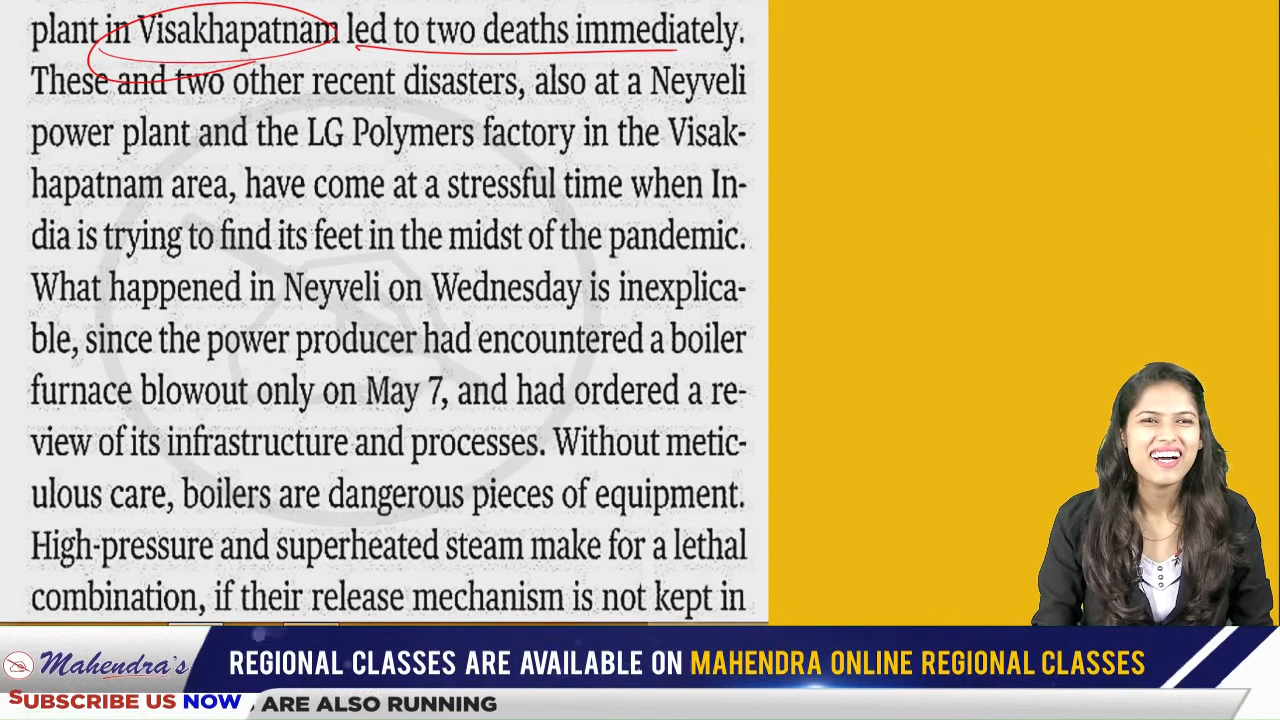 plant in Visakhapatnam led to two deaths immediately.
These and two other recent disasters, also at a Neyveli
power plant and the LG Polymers factory in the Visak-
hapatnam area, have come at a stressful time when In-
dia is trying to find its feet in the midst of the pandemic.
What happened in Neyveli on Wednesday is inexplica-
ble, since the power producer had encountered a boiler
furnace blowout only on May 7, and had ordered a re-
view of its infrastructure and processes. Without metic-
ulous care, boilers are dangerous pieces of equipment.
High-pressure and superheated steam make for a lethal
combination, if their release mechanism is not kept in
Mahendra's
REGIONAL CLASSES ARE AVAILABLE ON MAHENDRA ONLINE REGIONAL CLASSES
SUBSCRIBE US NOW
ARE ALSO RUNNING